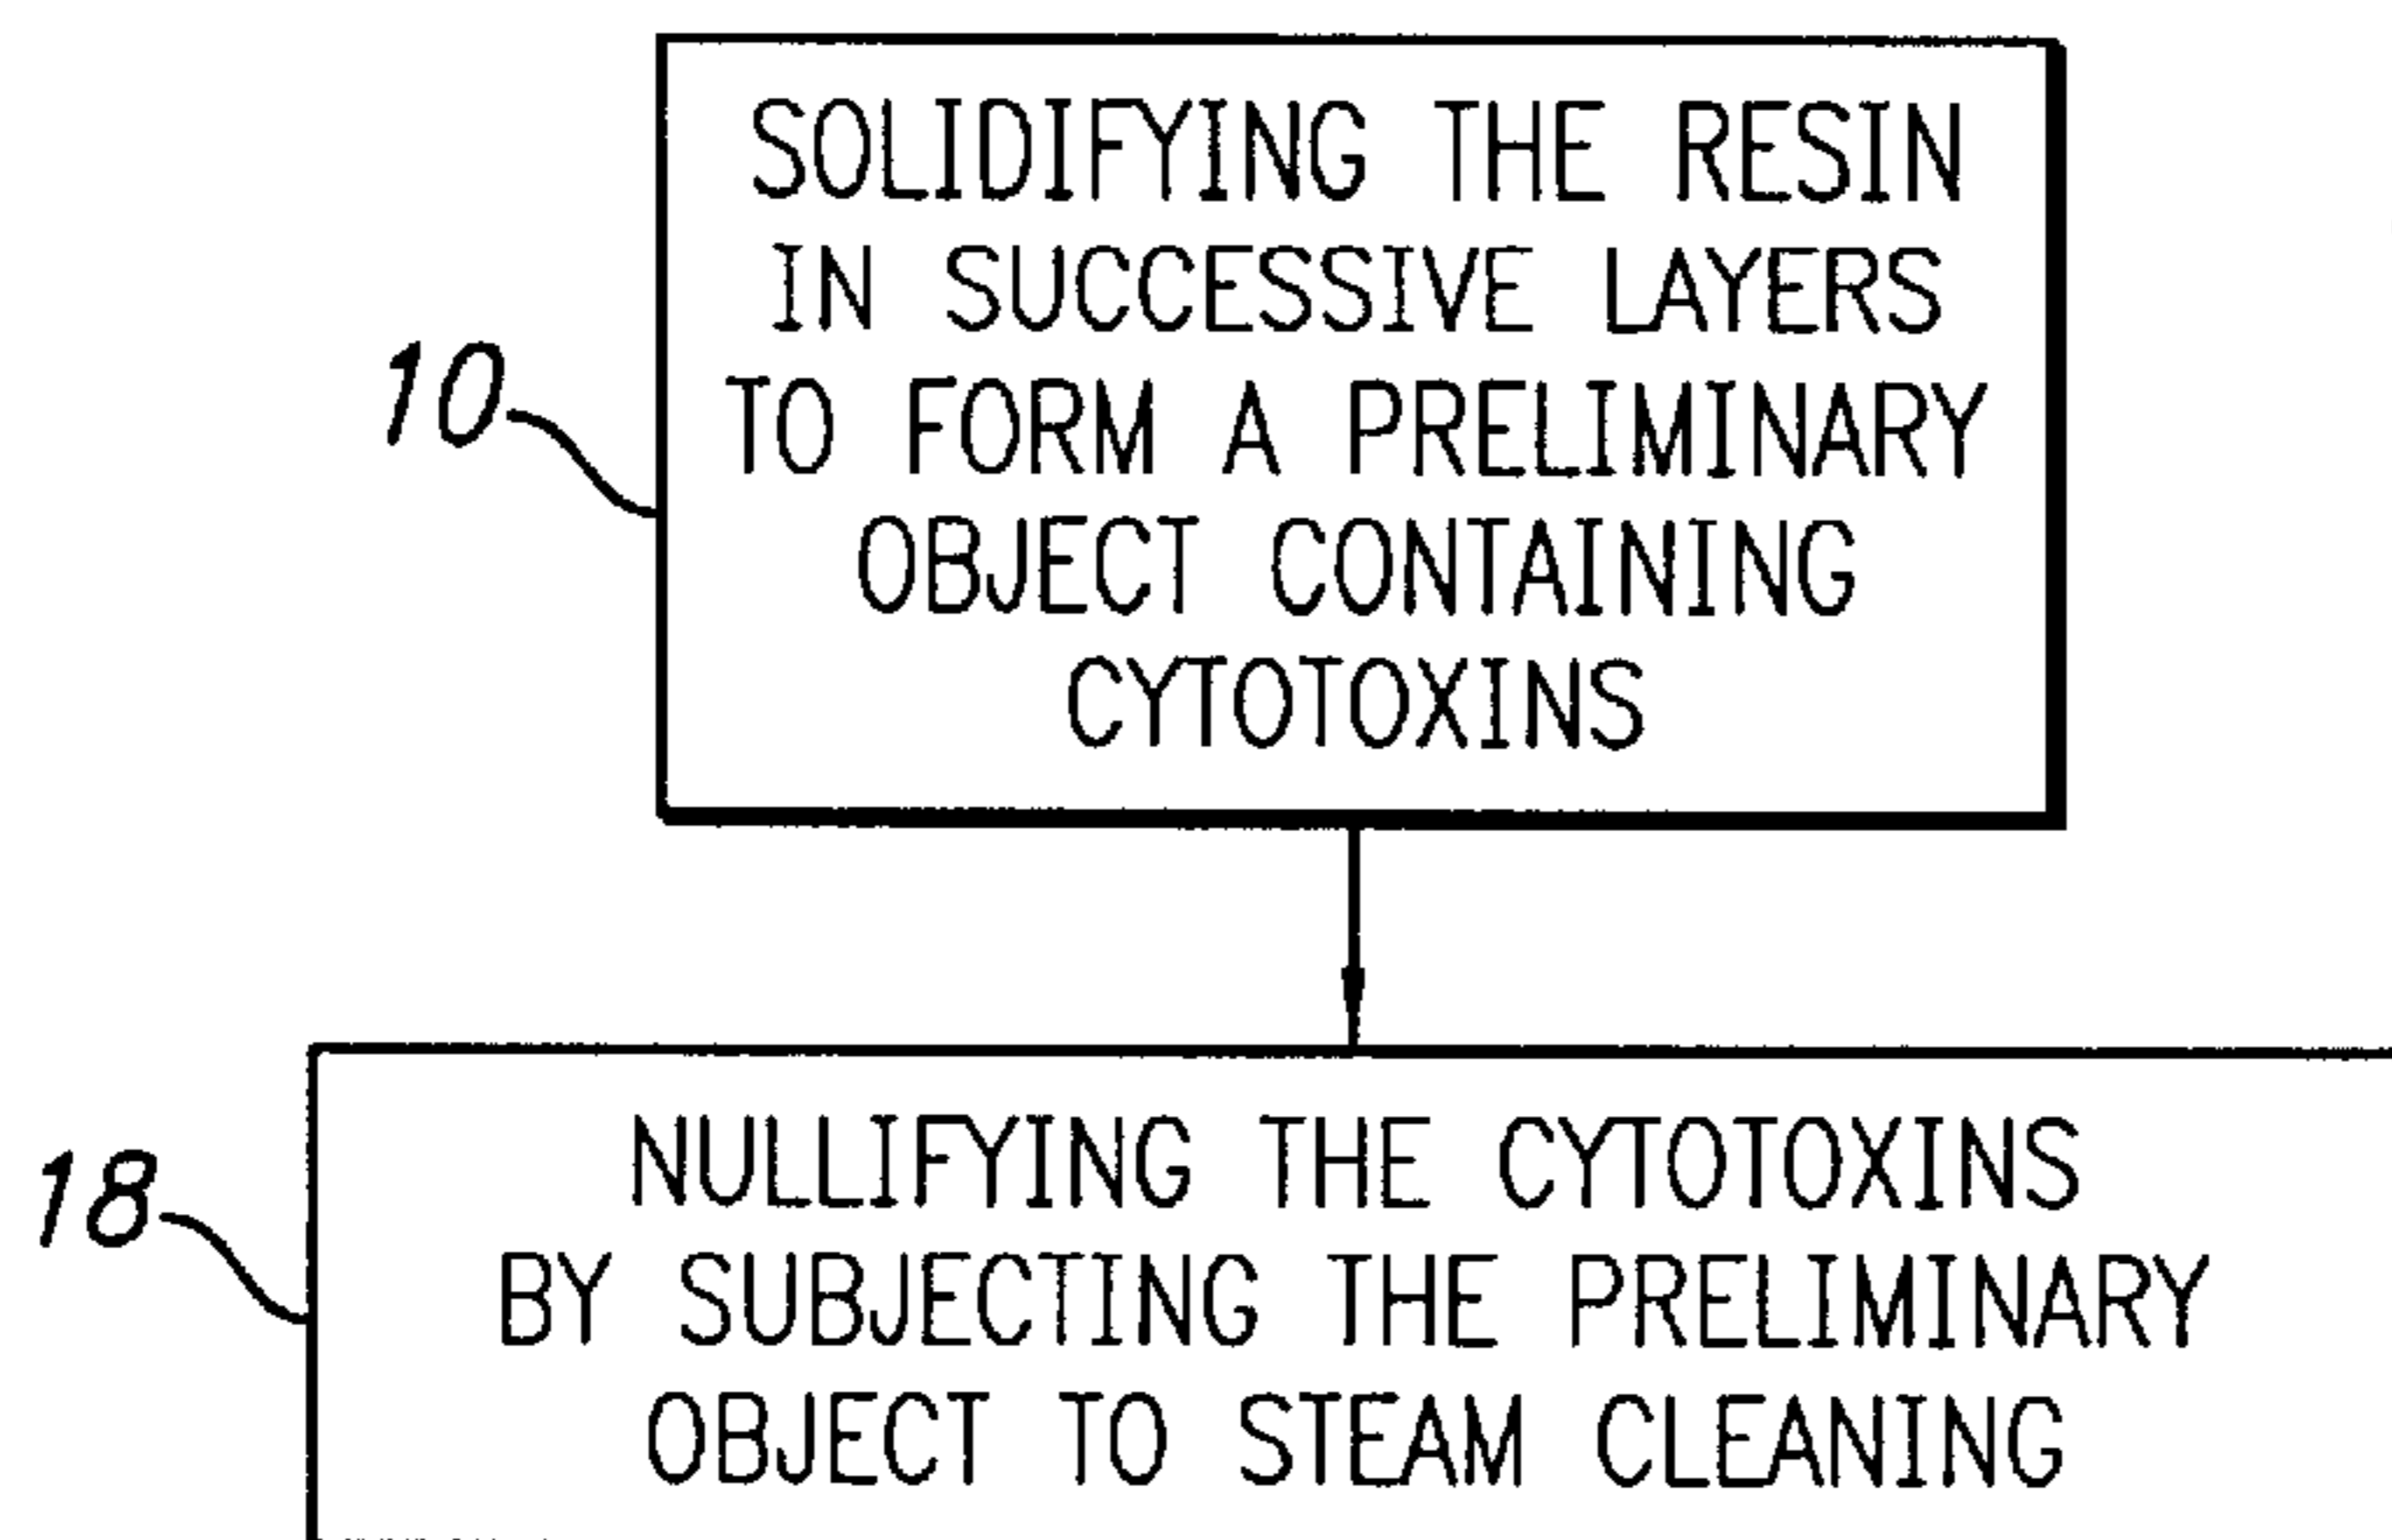 SOLIDIFYING THE RESIN
IN SUCCESSIVE LAYERS
TO FORM A PRELIMINARY
OBJECT CONTAINING
CYTOTOXINS
10
NULLIFYING THE CYTOTOXINS
BY SUBJECTING THE PRELIMINARY
OBJECT TO STEAM CLEANING
18